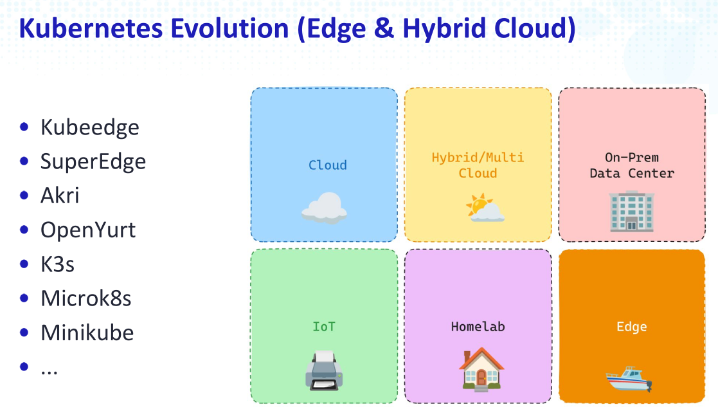 Kubernetes Evolution (Edge & Hybrid Cloud)
• Kubeedge
• SuperEdge
• Akri
• OpenYurt
• K3s
• Microk8s
• Minikube
• ...
Cloud
Hybrid/Multi
Cloud
On-Prem
Data Center
IoT
Homelab
Edge